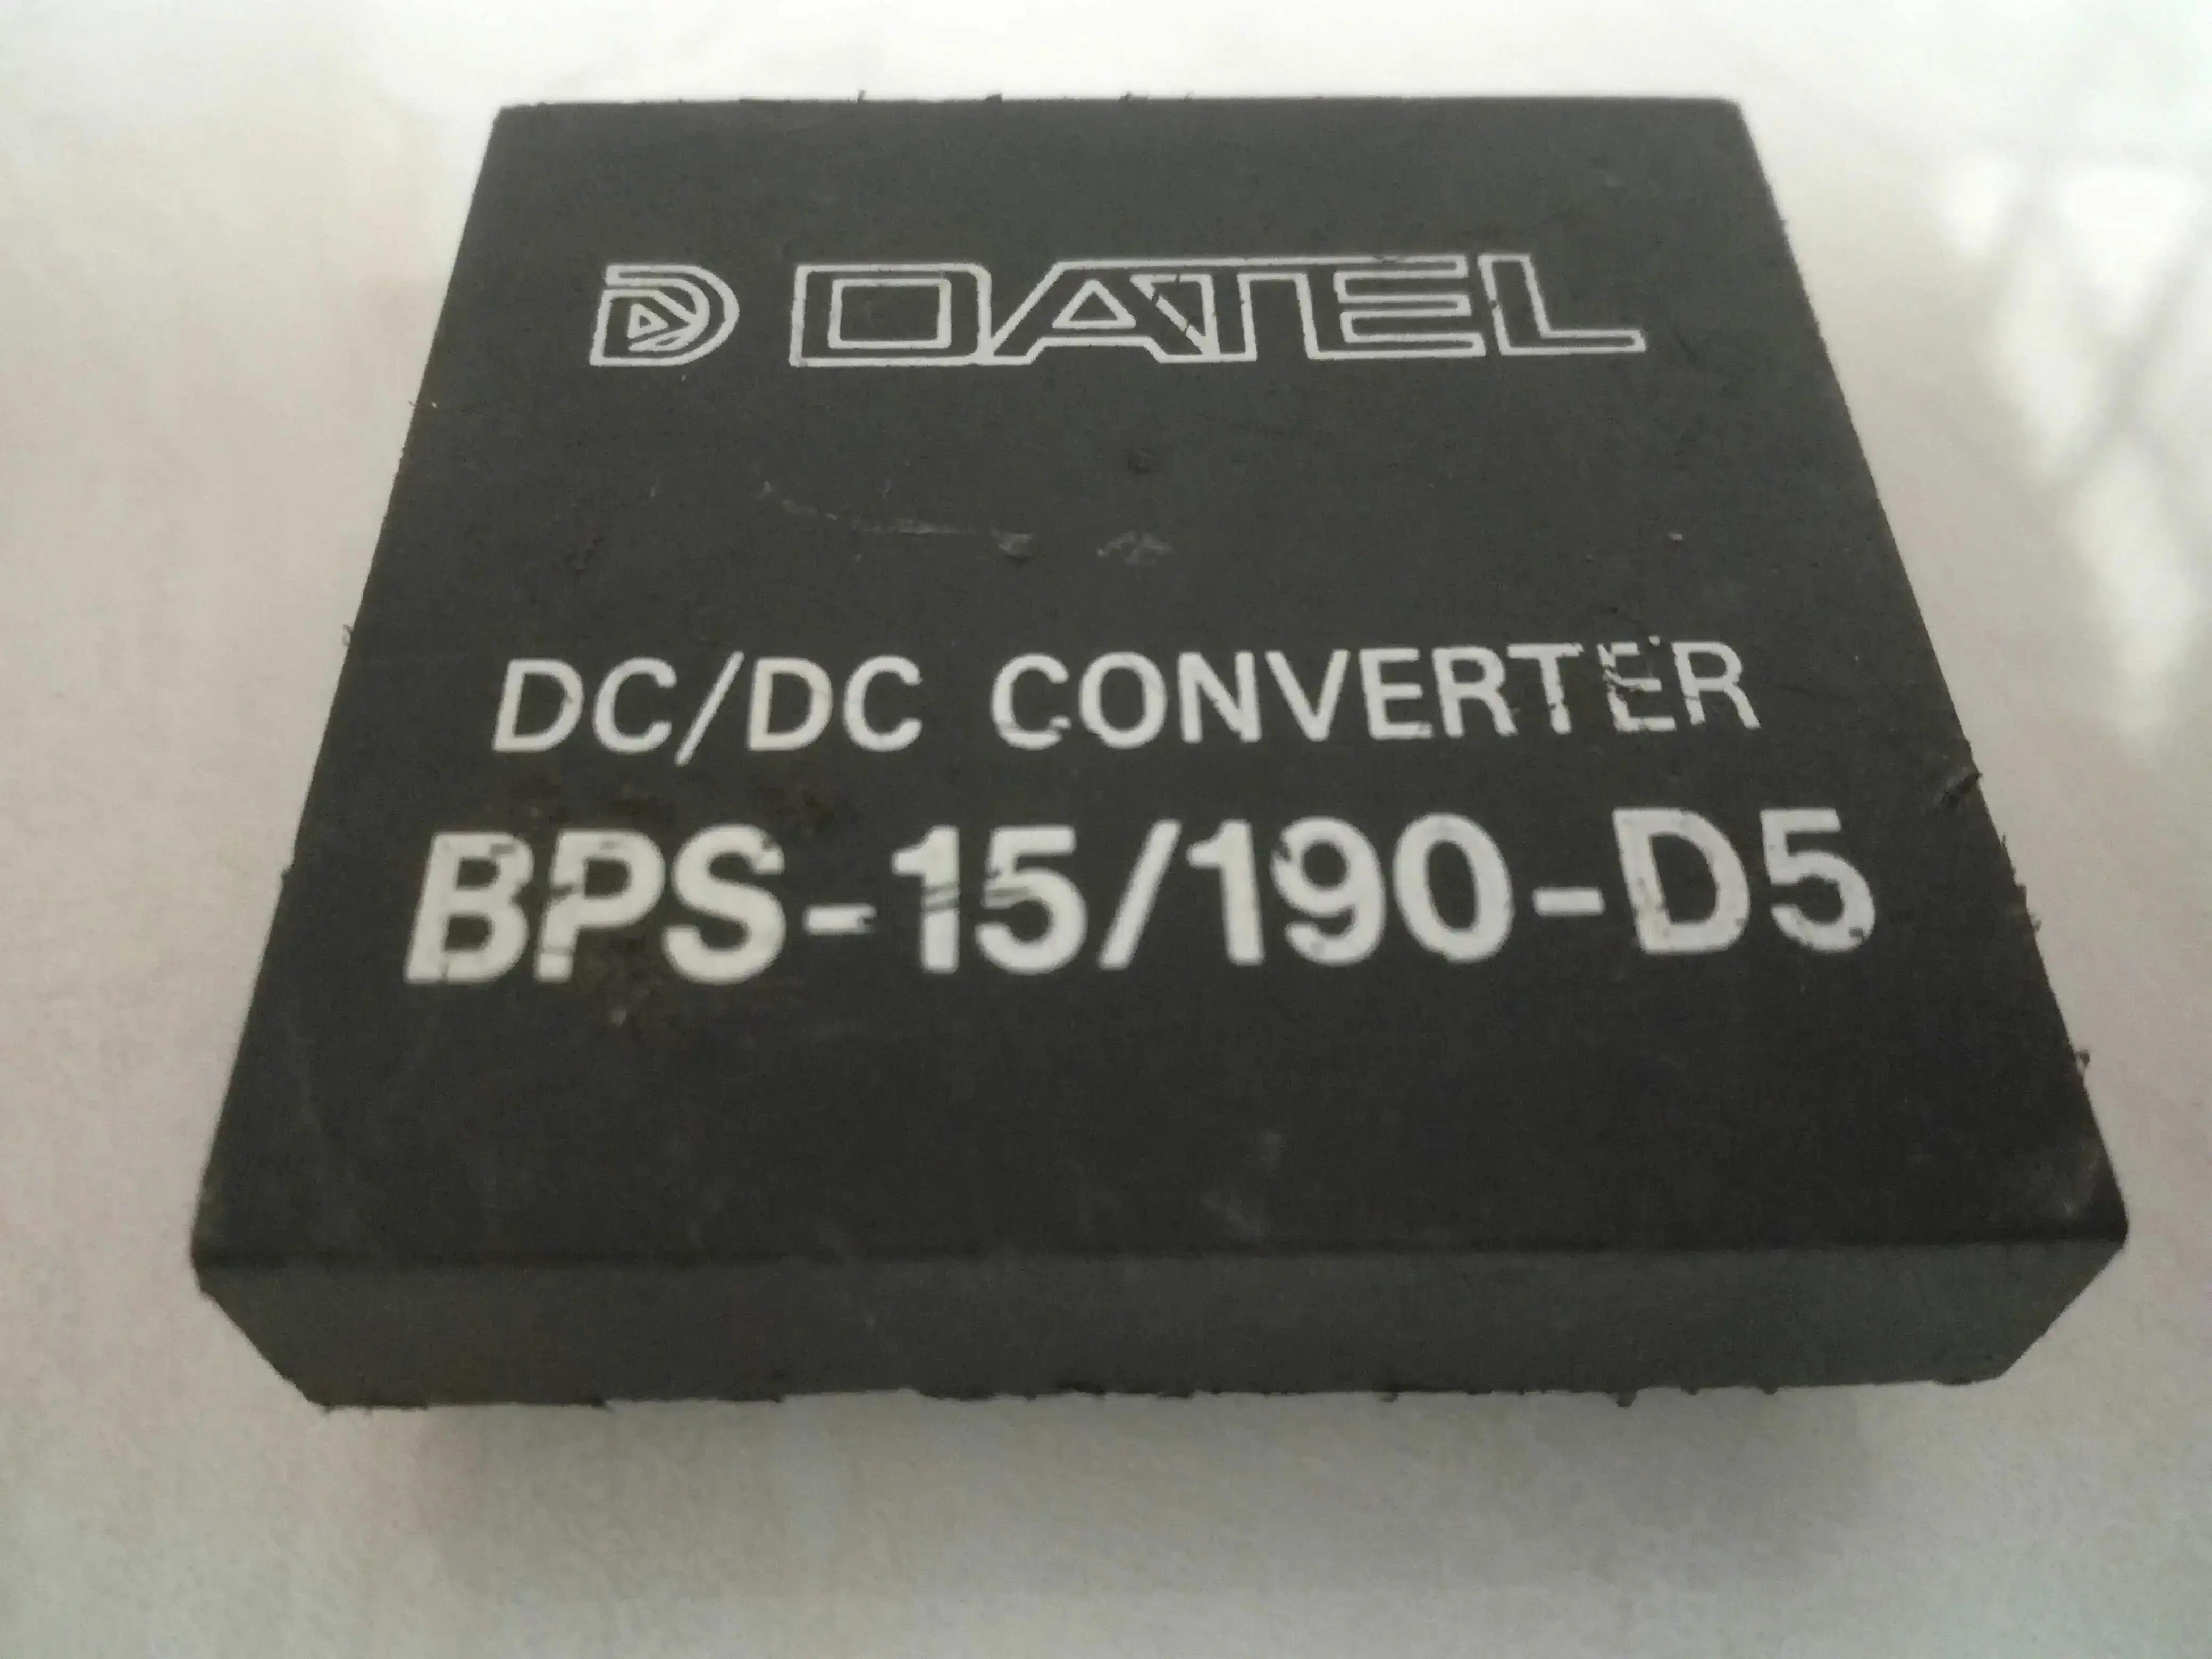 DATEL
DC/DC CONVERTER
BPS-15/190-D5